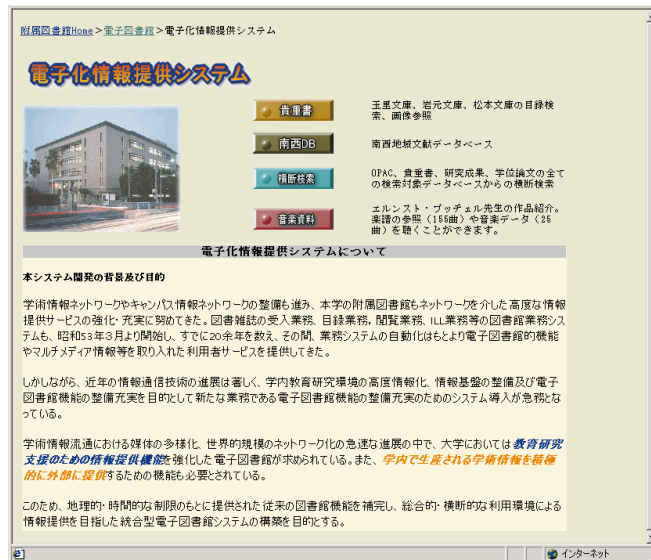 附属図書館Home＞電子図書館＞電子化情報提供システム
電子化情報提供システム
貴重書
玉里文庫、岩元文庫、松本文庫の目録検
索、画像参照
南西DB
南西地域文献データベース
横断検索
OPAC、貴重書、研究成果、学位論文の全て
の検索対象データベースからの横断検索
音楽資料
エルンスト・プッチェル先生の作品紹介。
楽譜の参照（155曲）や音楽データ（25
曲）を聴くことができます。
電子化情報提供システムについて
本システム開発の背景及び目的
学術情報ネットワークやキャンパス情報ネットワークの整備も進み、本学の附属図書館もネットワークを介した高度な情報
提供サービスの強化・充実に努めてきた。図書雑誌の受入業務、目録業務，閲覧業務、ILL業務等の図書館業務シス
テムも、昭和53年３月より開始し、すでに20余年を数え、その間、業務システムの自動化はもとより電子図書館的機能
やマルチメディア情報等を取り入れた利用者サービスを提供してきた。
しかしながら、近年の情報通信技術の進展は著しく、学内教育研究環境の高度情報化、情報基盤の整備及び電子
図書館機能の整備充実を目的として新たな業務である電子図書館機能の整備充実のためのシステム導入が急務とな
っている。
学術情報流通における媒体の多様化、世界的規模のネットワーク化の急速な進展の中で、大学においては教育研究
支援のための情報提供機能を強化した電子図書館が求められている。また、学内で生産される学術情報を積極
的に外部に提供するための機能も必要とされている。
このため、地理的・時間的な制限のもとに提供された従来の図書館機能を補完し、総合的・横断的な利用環境による
情報提供を目指した統合型電子図書館システムの構築を目的とする。
インターネット